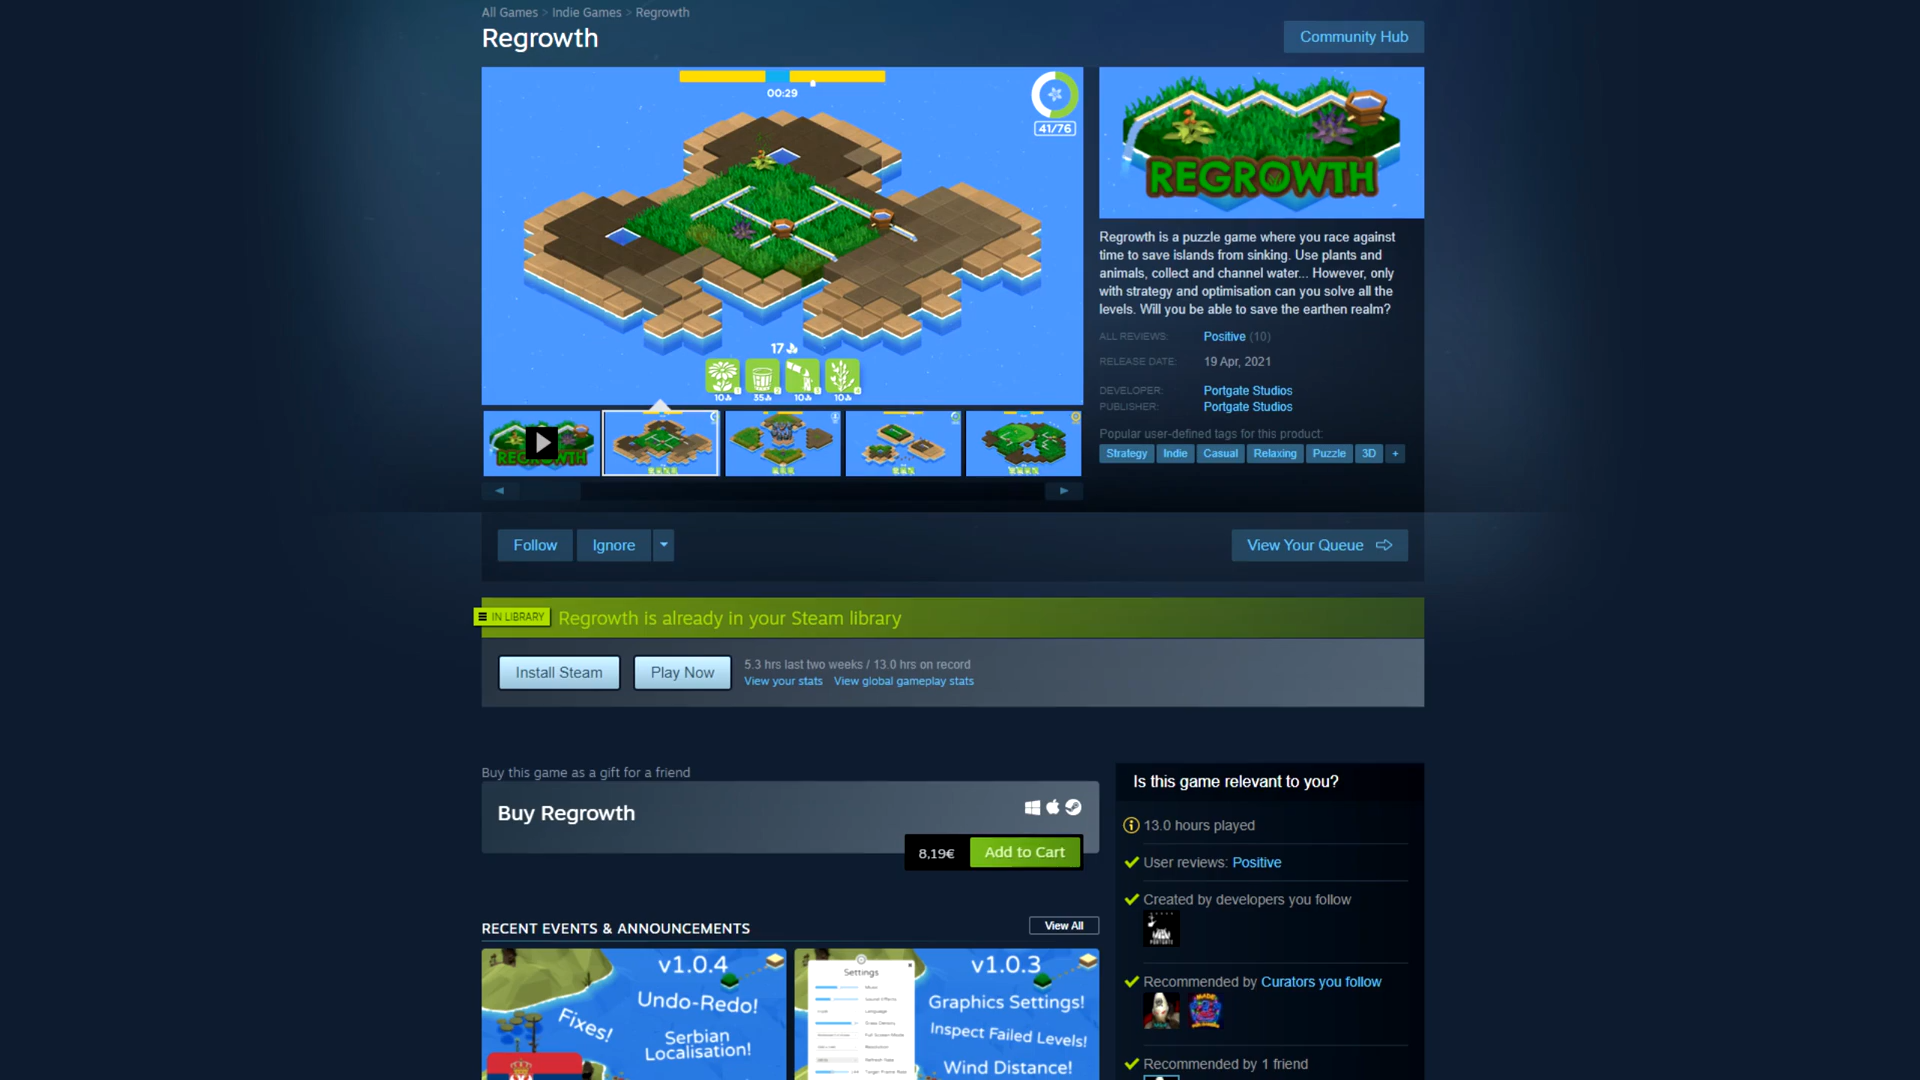 All Games > Indie Games > Regrowth
Regrowth
Community Hub
00:29
41/76
17
10
35
10
10
REGROWTH
Regrowth is a puzzle game where you race against
time to save islands from sinking. Use plants and
animals, collect and channel water... However, only
with strategy and optimisation can you solve all the
levels. Will you be able to save the earthen realm?
ALL REVIEWS: Positive (10)
RELEASE DATE: 19 Apr, 2021
DEVELOPER: Portgate Studios
PUBLISHER: Portgate Studios
Popular user-defined tags for this product:
Strategy Indie Casual Relaxing Puzzle 3D +
REGROWTH
Follow
Ignore
View Your Queue
IN LIBRARY
Regrowth is already in your Steam library
Install Steam
Play Now
5.3 hrs last two weeks / 13.0 hrs on record
View your stats View global gameplay stats
Buy this game as a gift for a friend
Buy Regrowth
8,19€
Add to Cart
RECENT EVENTS & ANNOUNCEMENTS
View All
v1.0.4
Undo-Redo!
Fixes!
Serbian
Localisation!
Settings
v1.0.3
Graphics Settings!
Inspect Failed Levels!
Wind Distance!
Is this game relevant to you?
13.0 hours played
User reviews: Positive
Created by developers you follow
Recommended by Curators you follow
Recommended by 1 friend